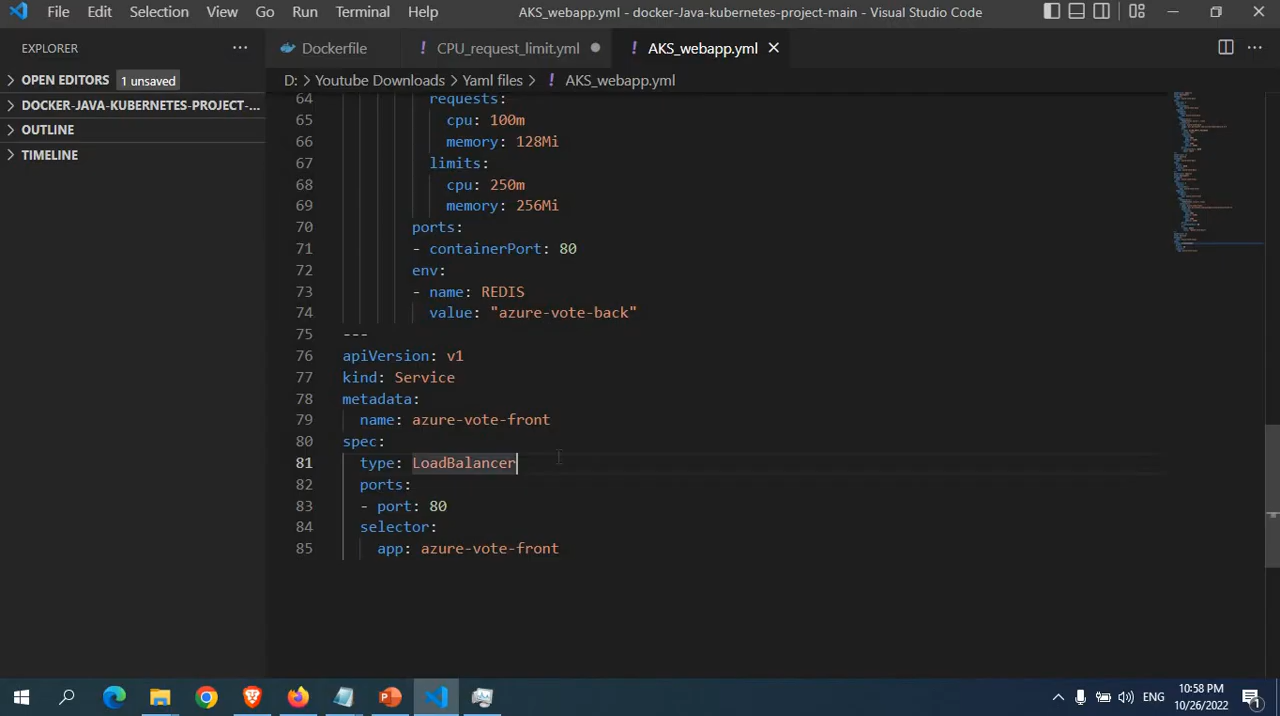 File Edit Selection View Go Run Terminal Help AKS_webapp.yml - docker-Java-kubernetes-project-main - Visual Studio Code
EXPLORER ··· Dockerfile ! CPU_request_limit.yml ● ! AKS_webapp.yml ×
OPEN EDITORS 1 unsaved
DOCKER-JAVA-KUBERNETES-PROJECT-...
OUTLINE
TIMELINE
D: > Youtube Downloads > Yaml files > ! AKS_webapp.yml
64 requests:
65 cpu: 100m
66 memory: 128Mi
67 limits:
68 cpu: 250m
69 memory: 256Mi
70 ports:
71 - containerPort: 80
72 env:
73 - name: REDIS
74 value: "azure-vote-back"
75 ---
76 apiVersion: v1
77 kind: Service
78 metadata:
79 name: azure-vote-front
80 spec:
81 type: LoadBalancer
82 ports:
83 - port: 80
84 selector:
85 app: azure-vote-front
ENG 10:58 PM
10/26/2022 1